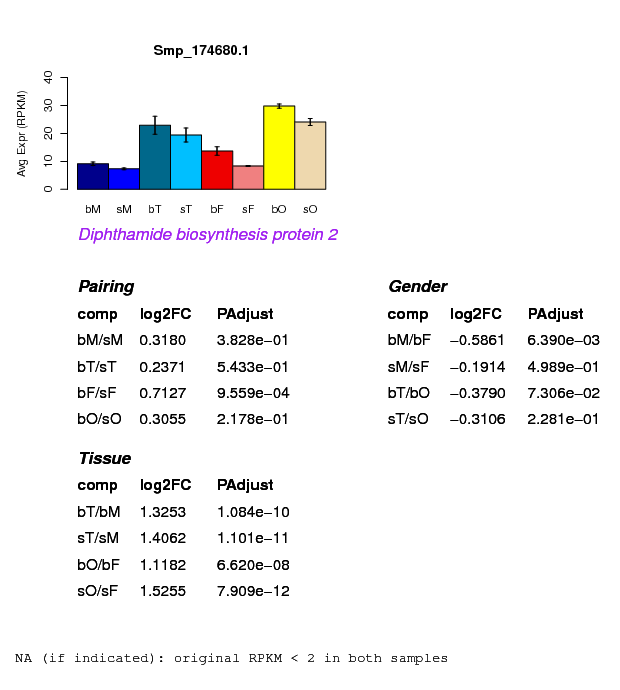 Smp_174680.1
Avg Expr (RPKM)
40
30
20
10
0
bM sM bT sT bF sF bO sO
Diphthamide biosynthesis protein 2
Pairing
comp log2FC PAdjust
bM/sM 0.3180 3.828e−01
bT/sT 0.2371 5.433e−01
bF/sF 0.7127 9.559e−04
bO/sO 0.3055 2.178e−01
Gender
comp log2FC PAdjust
bM/bF −0.5861 6.390e−03
sM/sF −0.1914 4.989e−01
bT/bO −0.3790 7.306e−02
sT/sO −0.3106 2.281e−01
Tissue
comp log2FC PAdjust
bT/bM 1.3253 1.084e−10
sT/sM 1.4062 1.101e−11
bO/bF 1.1182 6.620e−08
sO/sF 1.5255 7.909e−12
NA (if indicated): original RPKM < 2 in both samples